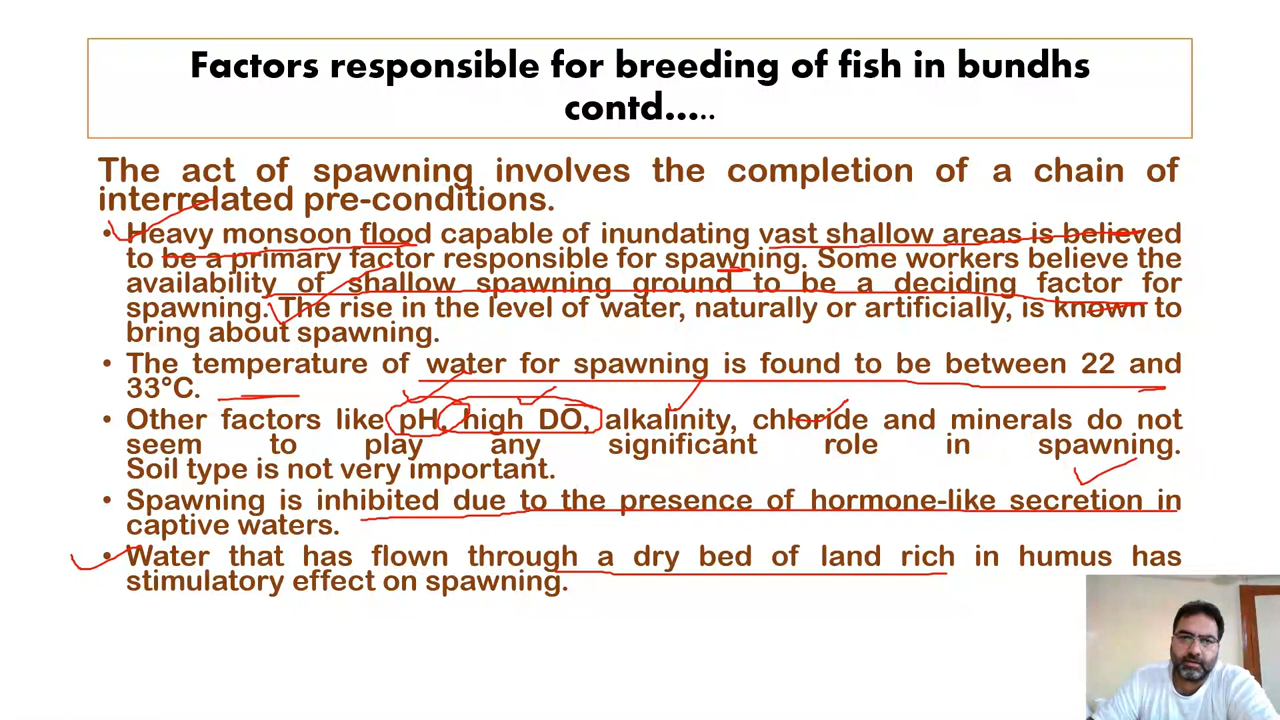 Factors responsible for breeding of fish in bundhs
contd.....
The act of spawning involves the completion of a chain of
interrelated pre-conditions.
• Heavy monsoon flood capable of inundating vast shallow areas is believed
to be a primary factor responsible for spawning. Some workers believe the
availability of shallow spawning ground to be a deciding factor for
spawning. The rise in the level of water, naturally or artificially, is known to
bring about spawning.
• The temperature of water for spawning is found to be between 22 and
33°C.
• Other factors like pH, high DO, alkalinity, chloride and minerals do not
seem to play any significant role in spawning.
Soil type is not very important.
• Spawning is inhibited due to the presence of hormone-like secretion in
captive waters.
• Water that has flown through a dry bed of land rich in humus has
stimulatory effect on spawning.